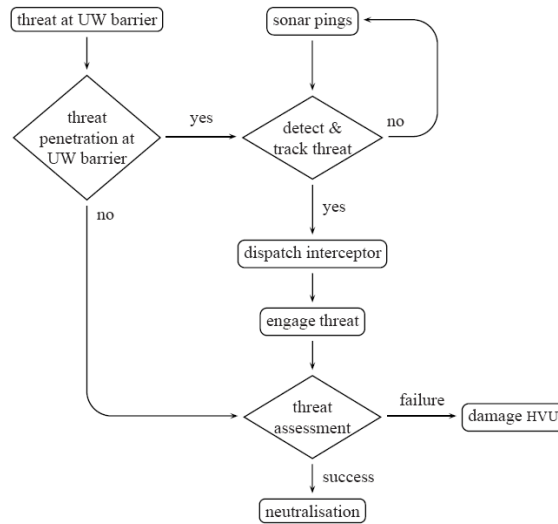 threat at UW barrier
sonar pings
threat
penetration at
UW barrier
yes
detect &
track threat
no
no
yes
dispatch interceptor
engage threat
threat
assessment
failure
damage HVU
success
neutralisation